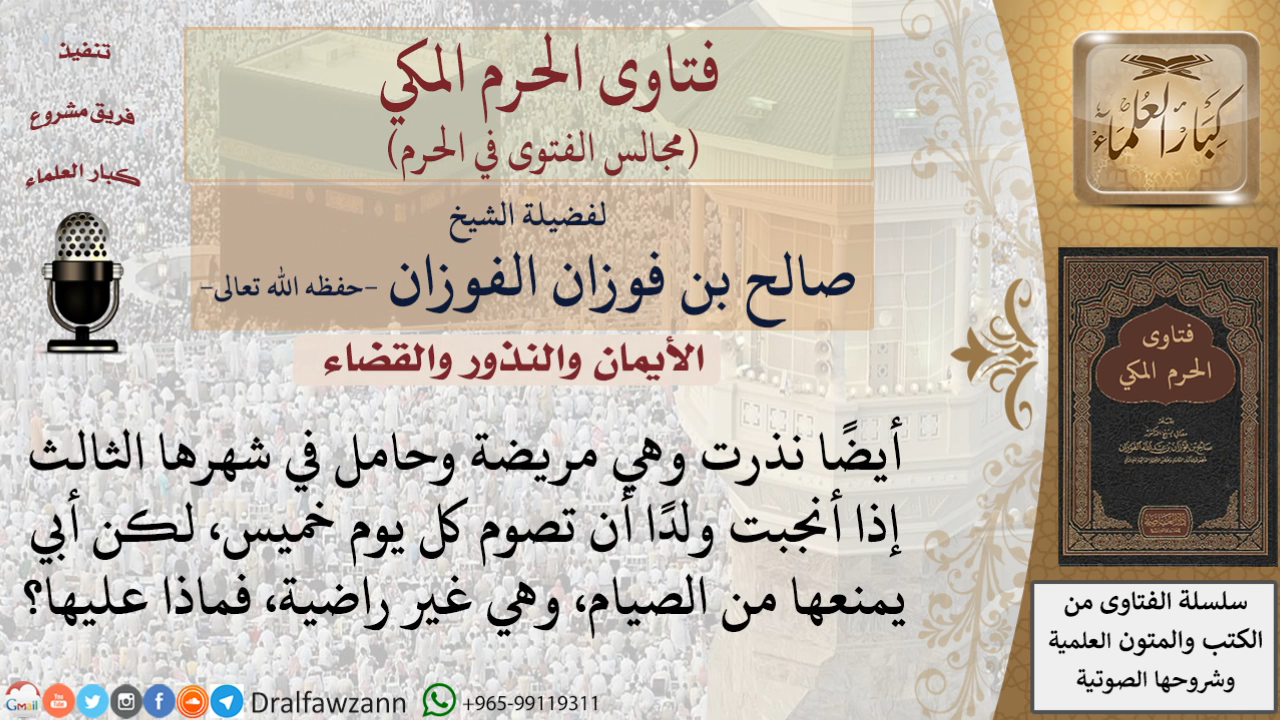 تنفيذ
فريق مشروع
كبار العلماء
فتاوى الحرم المكي
(مجالس الفتوى في الحرم)
لفضيلة الشيخ
صالح بن فوزان الفوزان -حفظه الله تعالى-
الأيمان والنذور والقضاء
أيضًا نذرت وهي مريضة وحامل في شهرها الثالث
إذا أنجبت ولدًا أن تصوم كل يوم خميس، لكن أبي
يمنعها من الصيام، وهي غير راضية، فماذا عليها؟
كبار العلماء
فتاوى
الحرم المكي
سلسلة الفتاوى من
الكتب والمتون العلمية
وشروحها الصوتية
Gmail
You Tube
Dralfawzann
+965-99119311